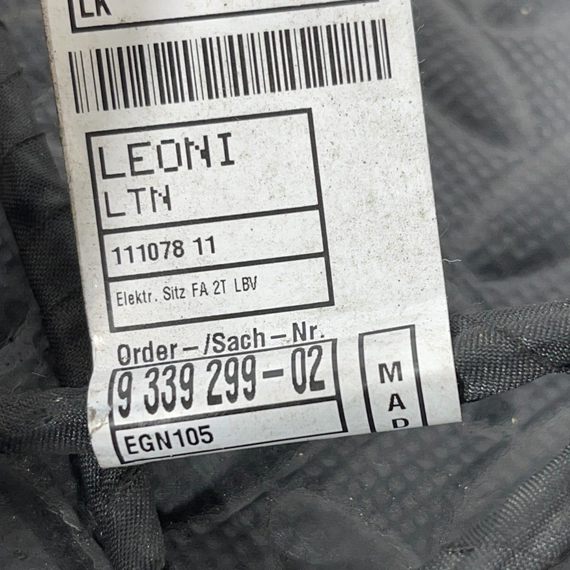 LK
LEONI
LTN
111078 11
Elektr. Sitz FA 2T LBV
Order-/Sach-Nr.
9 339 299-02
EGN105
M
A